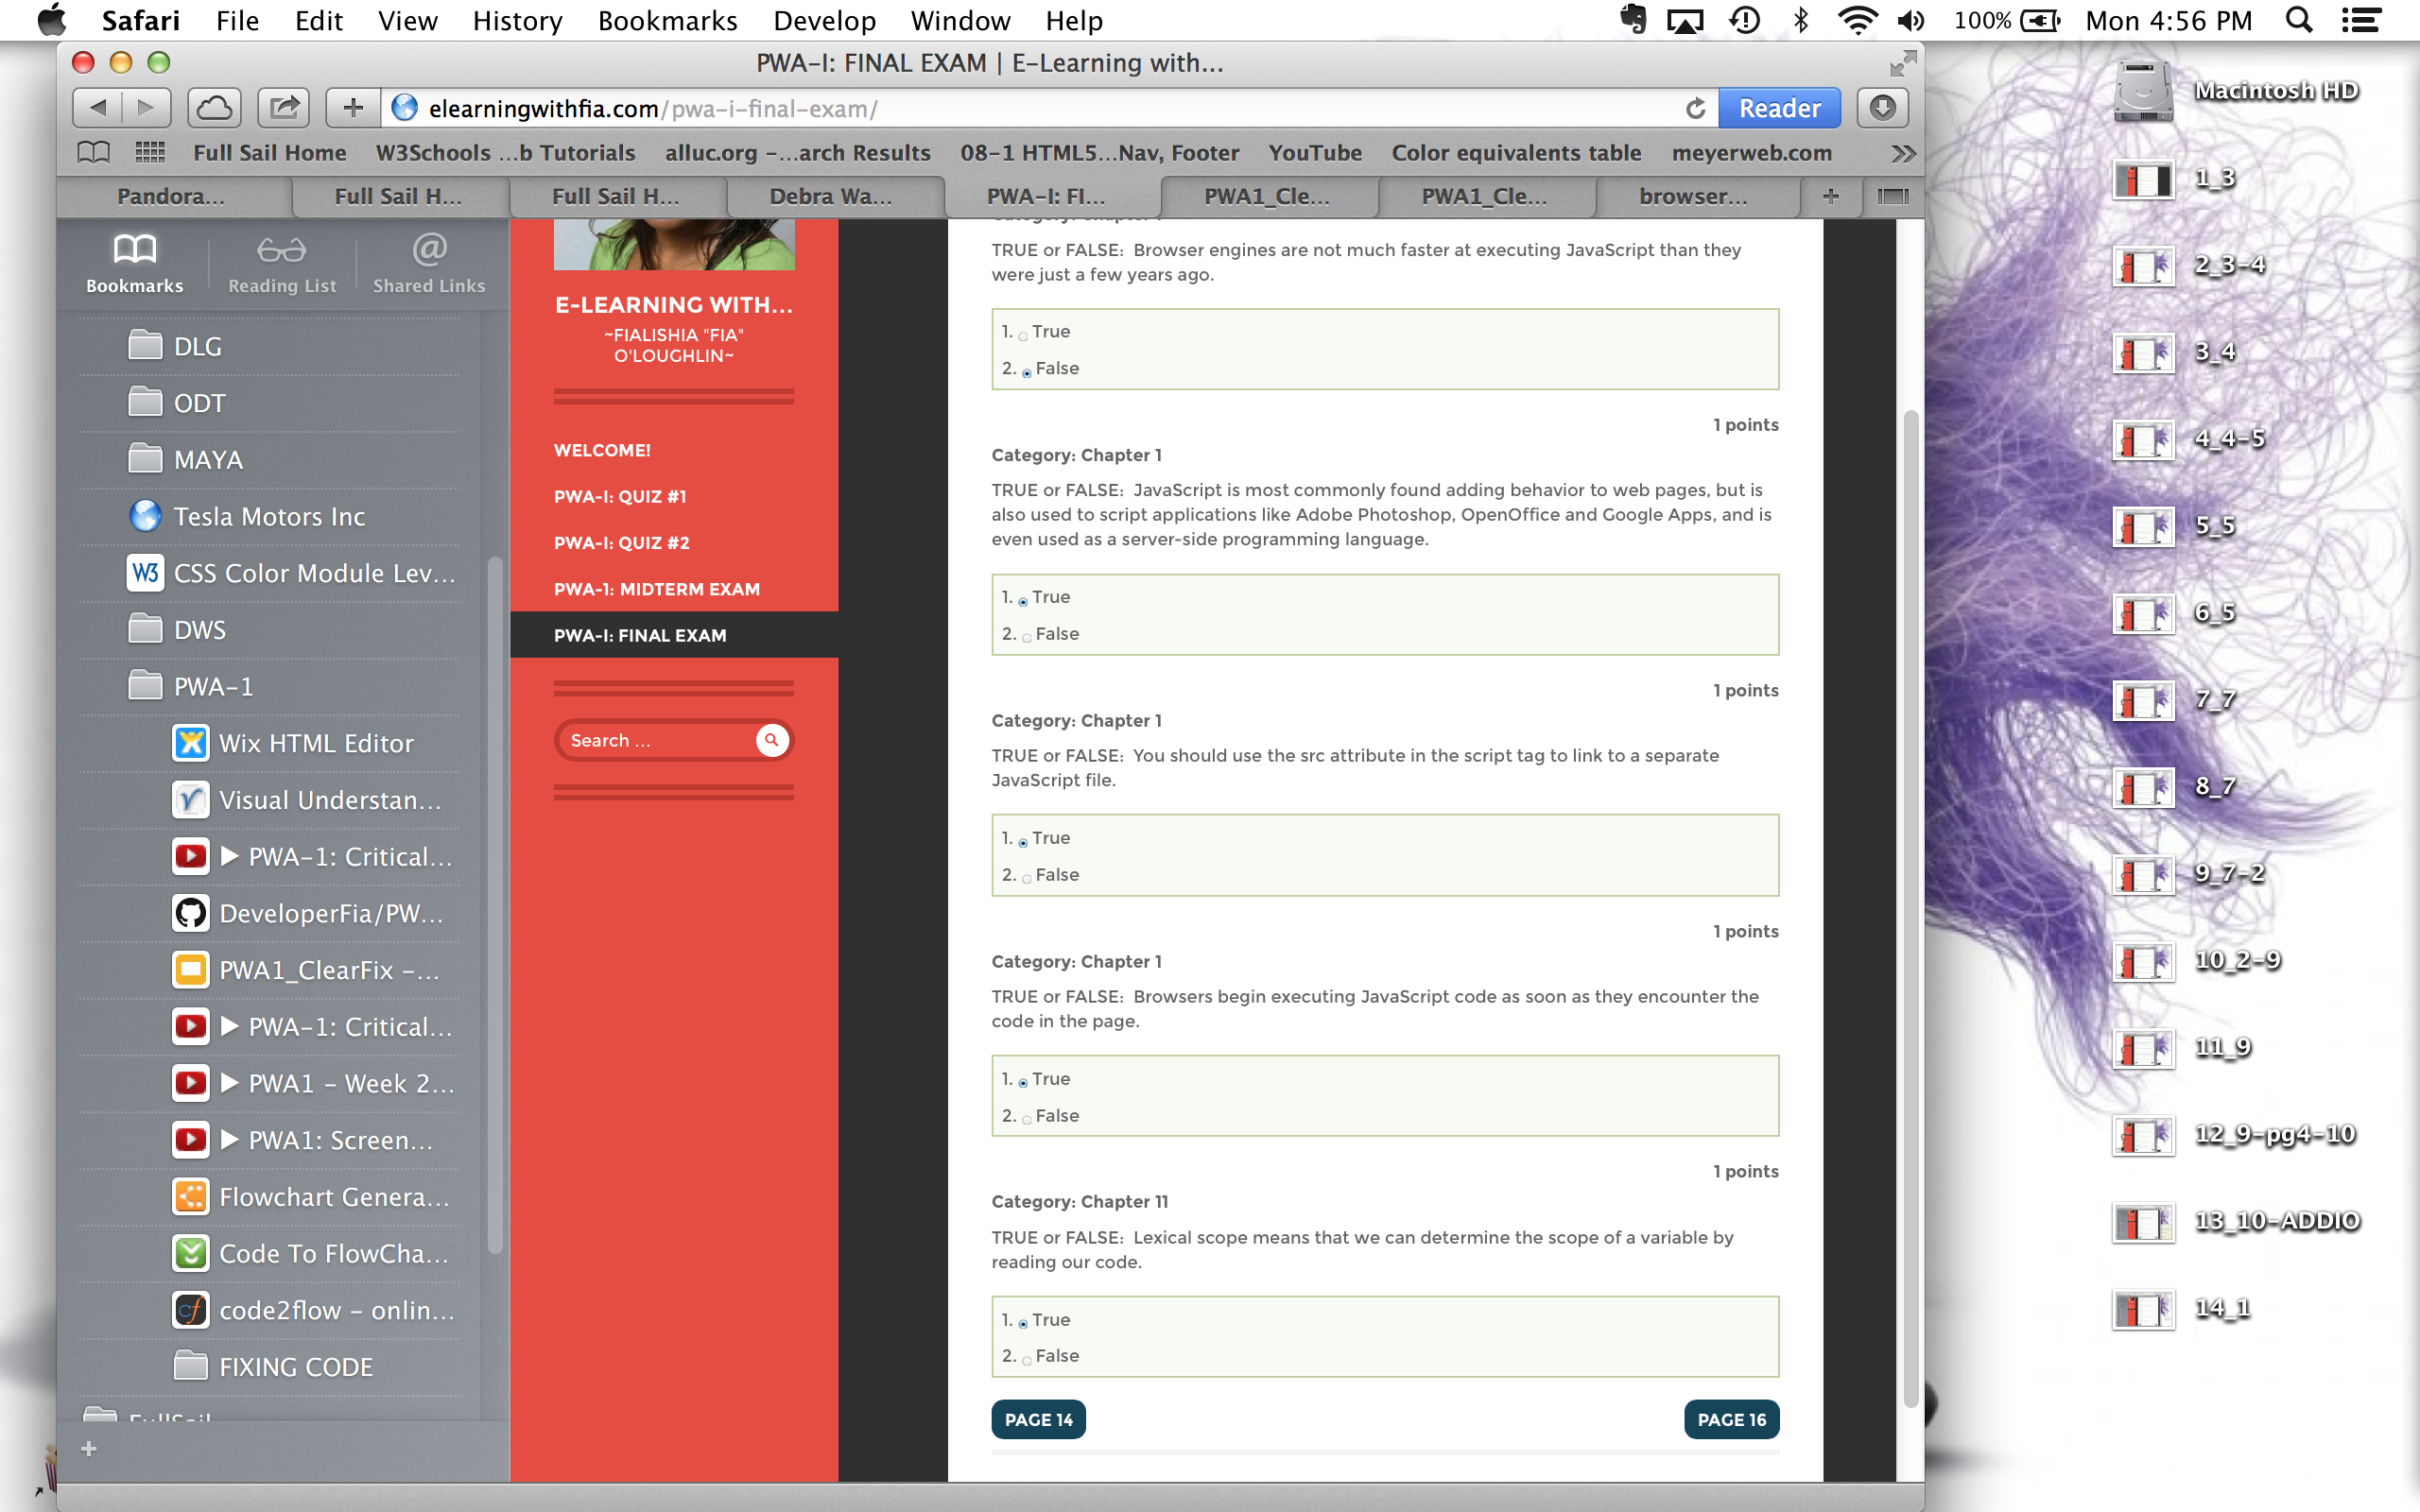 Safari File Edit View History Bookmarks Develop Window Help 100% Mon 4:56 PM
PWA-I: FINAL EXAM | E-Learning with...
elearningwithfia.com/pwa-i-final-exam/ Reader
Full Sail Home W3Schools ...b Tutorials alluc.org -...arch Results 08-1 HTML5...Nav, Footer YouTube Color equivalents table meyerweb.com
Pandora... Full Sail H... Full Sail H... Debra Wa... PWA-I: FI... PWA1_Cle... PWA1_Cle... browser...
Bookmarks Reading List Shared Links
DLG
ODT
MAYA
Tesla Motors Inc
W3 CSS Color Module Lev...
DWS
PWA-1
Wix HTML Editor
Visual Understan...
▶ PWA-1: Critical...
DeveloperFia/PW...
PWA1_ClearFix -...
▶ PWA-1: Critical...
▶ PWA1 - Week 2...
▶ PWA1: Screen...
Flowchart Genera...
Code To FlowCha...
cf code2flow - onlin...
FIXING CODE
E-LEARNING WITH...
~FIALISHIA "FIA"
O'LOUGHLIN~
WELCOME!
PWA-I: QUIZ #1
PWA-I: QUIZ #2
PWA-1: MIDTERM EXAM
PWA-I: FINAL EXAM
Search ...
TRUE or FALSE: Browser engines are not much faster at executing JavaScript than they
were just a few years ago.
1. True
2. False
1 points
Category: Chapter 1
TRUE or FALSE: JavaScript is most commonly found adding behavior to web pages, but is
also used to script applications like Adobe Photoshop, OpenOffice and Google Apps, and is
even used as a server-side programming language.
1. True
2. False
1 points
Category: Chapter 1
TRUE or FALSE: You should use the src attribute in the script tag to link to a separate
JavaScript file.
1. True
2. False
1 points
Category: Chapter 1
TRUE or FALSE: Browsers begin executing JavaScript code as soon as they encounter the
code in the page.
1. True
2. False
1 points
Category: Chapter 11
TRUE or FALSE: Lexical scope means that we can determine the scope of a variable by
reading our code.
1. True
2. False
PAGE 14 PAGE 16
Macintosh HD
1_3
2_3-4
3_4
4_4-5
5_5
6_5
7_7
8_7
9_7-2
10_2-9
11_9
12_9-pg4-10
13_10-ADDIO
14_1